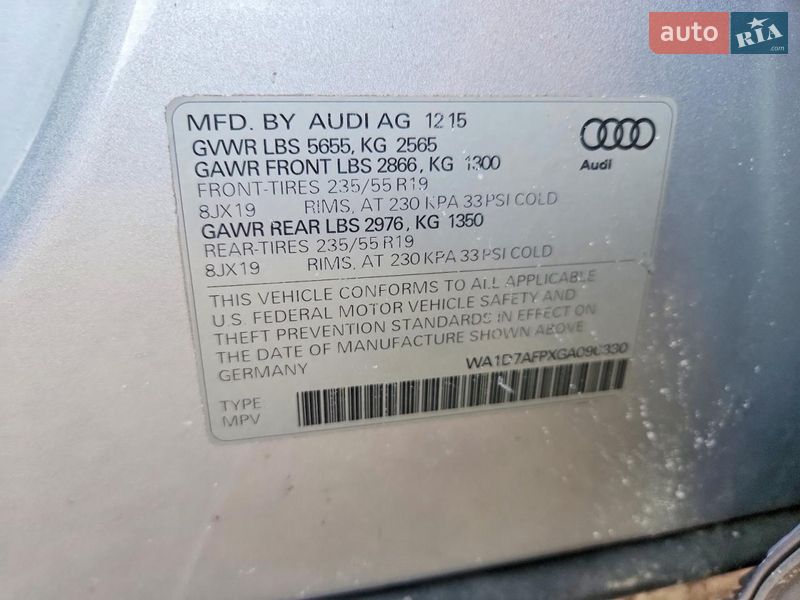 auto RIA
.com
MFD. BY AUDI AG 12 15
GVWR LBS 5655, KG 2565
GAWR FRONT LBS 2866, KG 1300
FRONT-TIRES 235/55 R19
8JX19 RIMS, AT 230 KPA 33 PSI COLD
GAWR REAR LBS 2976, KG 1350
REAR-TIRES 235/55 R19
8JX19 RIMS, AT 230 KPA 33 PSI COLD
Audi
THIS VEHICLE CONFORMS TO ALL APPLICABLE
U.S. FEDERAL MOTOR VEHICLE SAFETY AND
THEFT PREVENTION STANDARDS IN EFFECT ON
THE DATE OF MANUFACTURE SHOWN ABOVE
GERMANY
TYPE
MPV